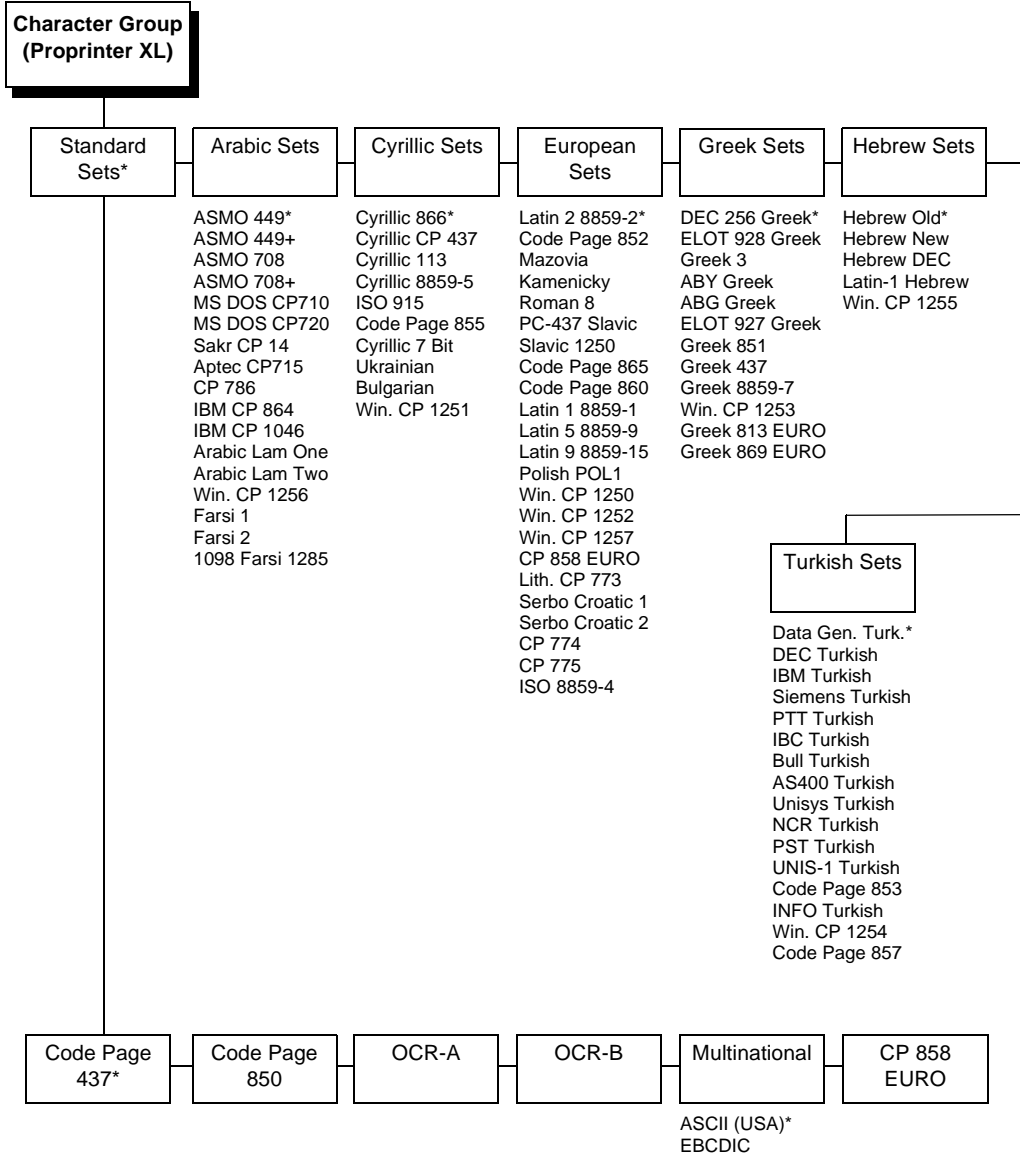 Character Group
(Proprinter XL)
Standard
Sets*
Arabic Sets
Cyrillic Sets
European
Sets
Greek Sets
Hebrew Sets
ASMO 449*
ASMO 449+
ASMO 708
ASMO 708+
MS DOS CP710
MS DOS CP720
Sakr CP 14
Aptec CP715
CP 786
IBM CP 864
IBM CP 1046
Arabic Lam One
Arabic Lam Two
Win. CP 1256
Farsi 1
Farsi 2
1098 Farsi 1285
Cyrillic 866*
Cyrillic CP 437
Cyrillic 113
Cyrillic 8859-5
ISO 915
Code Page 855
Cyrillic 7 Bit
Ukrainian
Bulgarian
Win. CP 1251
Latin 2 8859-2*
Code Page 852
Mazovia
Kamenicky
Roman 8
PC-437 Slavic
Slavic 1250
Code Page 865
Code Page 860
Latin 1 8859-1
Latin 5 8859-9
Latin 9 8859-15
Polish POL1
Win. CP 1250
Win. CP 1252
Win. CP 1257
CP 858 EURO
Lith. CP 773
Serbo Croatic 1
Serbo Croatic 2
CP 774
CP 775
ISO 8859-4
DEC 256 Greek*
ELOT 928 Greek
Greek 3
ABY Greek
ABG Greek
ELOT 927 Greek
Greek 851
Greek 437
Greek 8859-7
Win. CP 1253
Greek 813 EURO
Greek 869 EURO
Hebrew Old*
Hebrew New
Hebrew DEC
Latin-1 Hebrew
Win. CP 1255
Turkish Sets
Data Gen. Turk.*
DEC Turkish
IBM Turkish
Siemens Turkish
PTT Turkish
IBC Turkish
Bull Turkish
AS400 Turkish
Unisys Turkish
NCR Turkish
PST Turkish
UNIS-1 Turkish
Code Page 853
INFO Turkish
Win. CP 1254
Code Page 857
Code Page
437*
Code Page
850
OCR-A
OCR-B
Multinational
CP 858
EURO
ASCII (USA)*
EBCDIC